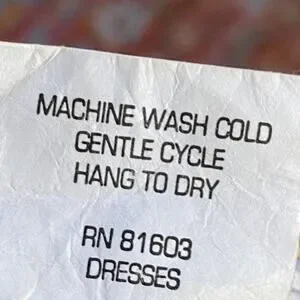 MACHINE WASH COLD
GENTLE CYCLE
HANG TO DRY
RN 81603
DRESSES